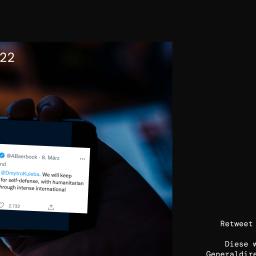 22
@ABaerbock · 8. März
nd
@DmytroKuleba. We will keep
for self-defense, with humanitarian
hrough intense international
2.732
Retweet
Diese w
Generaldire